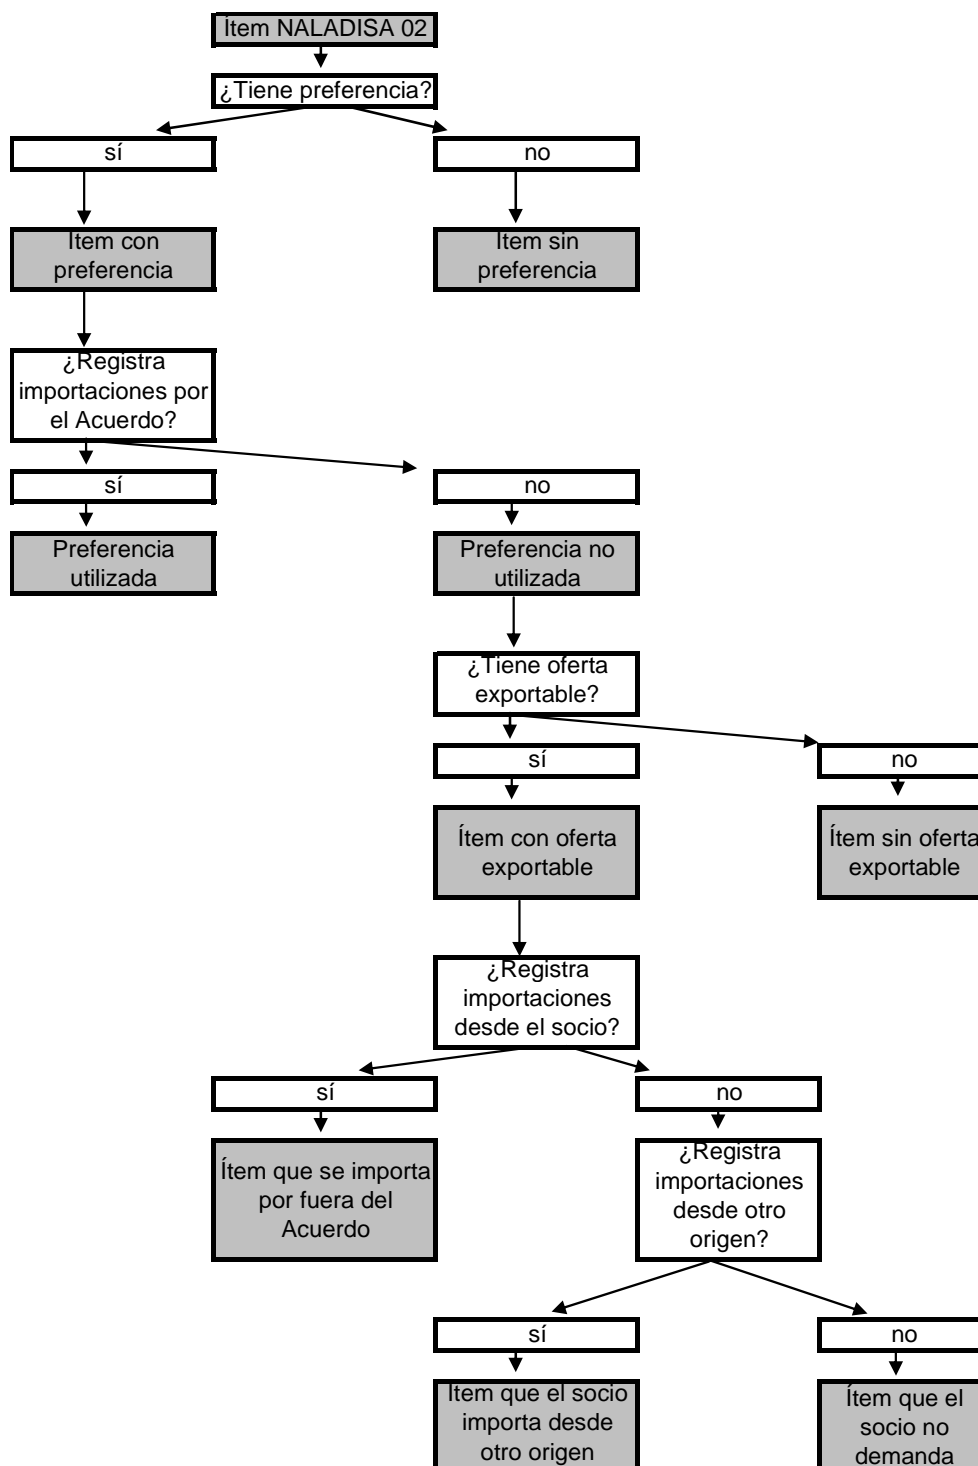 Ítem NALADISA 02
¿Tiene preferencia?
sí
no
Ítem con
preferencia
Ítem sin
preferencia
¿Registra
importaciones por
el Acuerdo?
sí
no
Preferencia
utilizada
Preferencia no
utilizada
¿Tiene oferta
exportable?
sí
no
Ítem con oferta
exportable
Ítem sin oferta
exportable
¿Registra
importaciones
desde el socio?
sí
no
Ítem que se importa
por fuera del
Acuerdo
¿Registra
importaciones
desde otro
origen?
sí
no
Ítem que el socio
importa desde
otro origen
Ítem que el
socio no
demanda